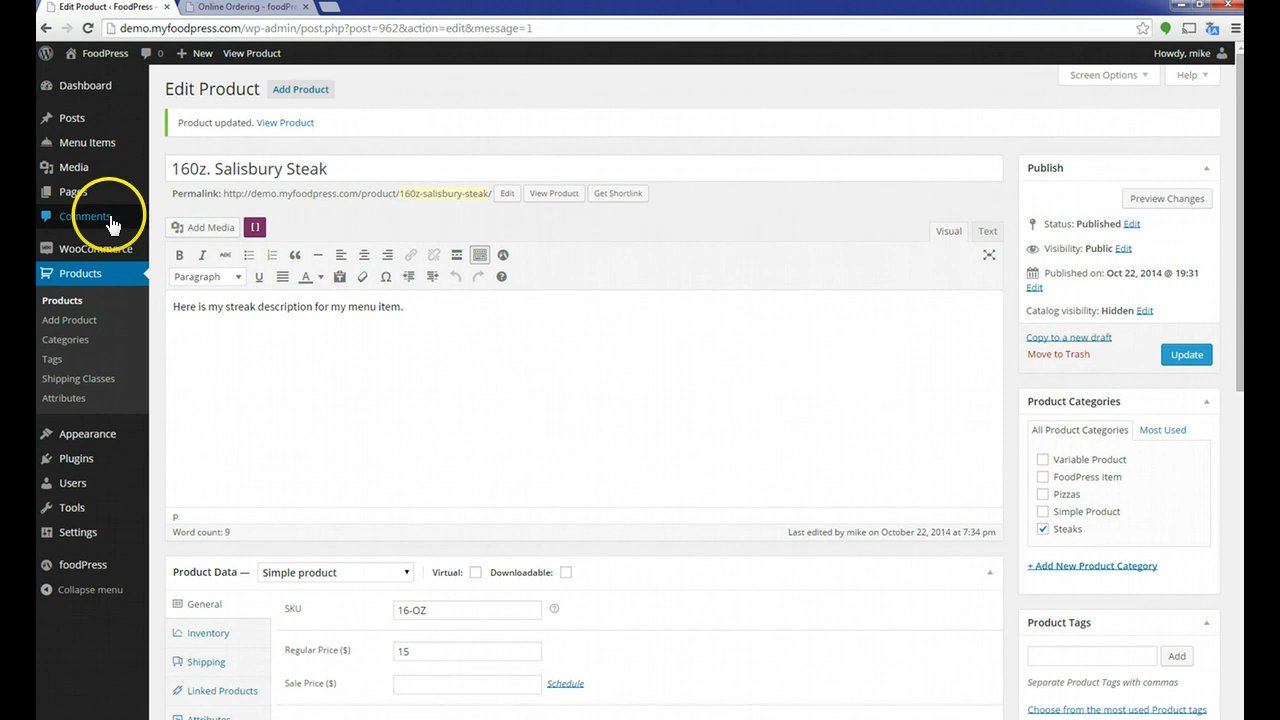 Edit Product ‹ FoodPress ×
Online Ordering - foodPr ×
demo.myfoodpress.com/wp-admin/post.php?post=962&action=edit&message=1
FoodPress 0 New View Product Howdy, mike
Screen Options Help
Dashboard
Posts
Menu Items
Media
Pages
Comments
WooCommerce
Products
Products
Add Product
Categories
Tags
Shipping Classes
Attributes
Appearance
Plugins
Users
Tools
Settings
foodPress
Collapse menu
Edit Product Add Product
Product updated. View Product
160z. Salisbury Steak
Permalink: http://demo.myfoodpress.com/product/160z-salisbury-steak/ Edit View Product Get Shortlink
Add Media [ ] Visual Text
B I ABC
Paragraph U A Ω ?
Here is my streak description for my menu item.
p
Word count: 9 Last edited by mike on October 22, 2014 at 7:34 pm
Product Data — Simple product Virtual: Downloadable:
General
Inventory
Shipping
Linked Products
Attributes
SKU 16-OZ ?
Regular Price ($) 15
Sale Price ($) Schedule
Publish
Preview Changes
Status: Published Edit
Visibility: Public Edit
Published on: Oct 22, 2014 @ 19:31
Edit
Catalog visibility: Hidden Edit
Copy to a new draft
Move to Trash Update
Product Categories
All Product Categories Most Used
Variable Product
FoodPress Item
Pizzas
Simple Product
Steaks
+ Add New Product Category
Product Tags
Add
Separate Product Tags with commas
Choose from the most used Product tags